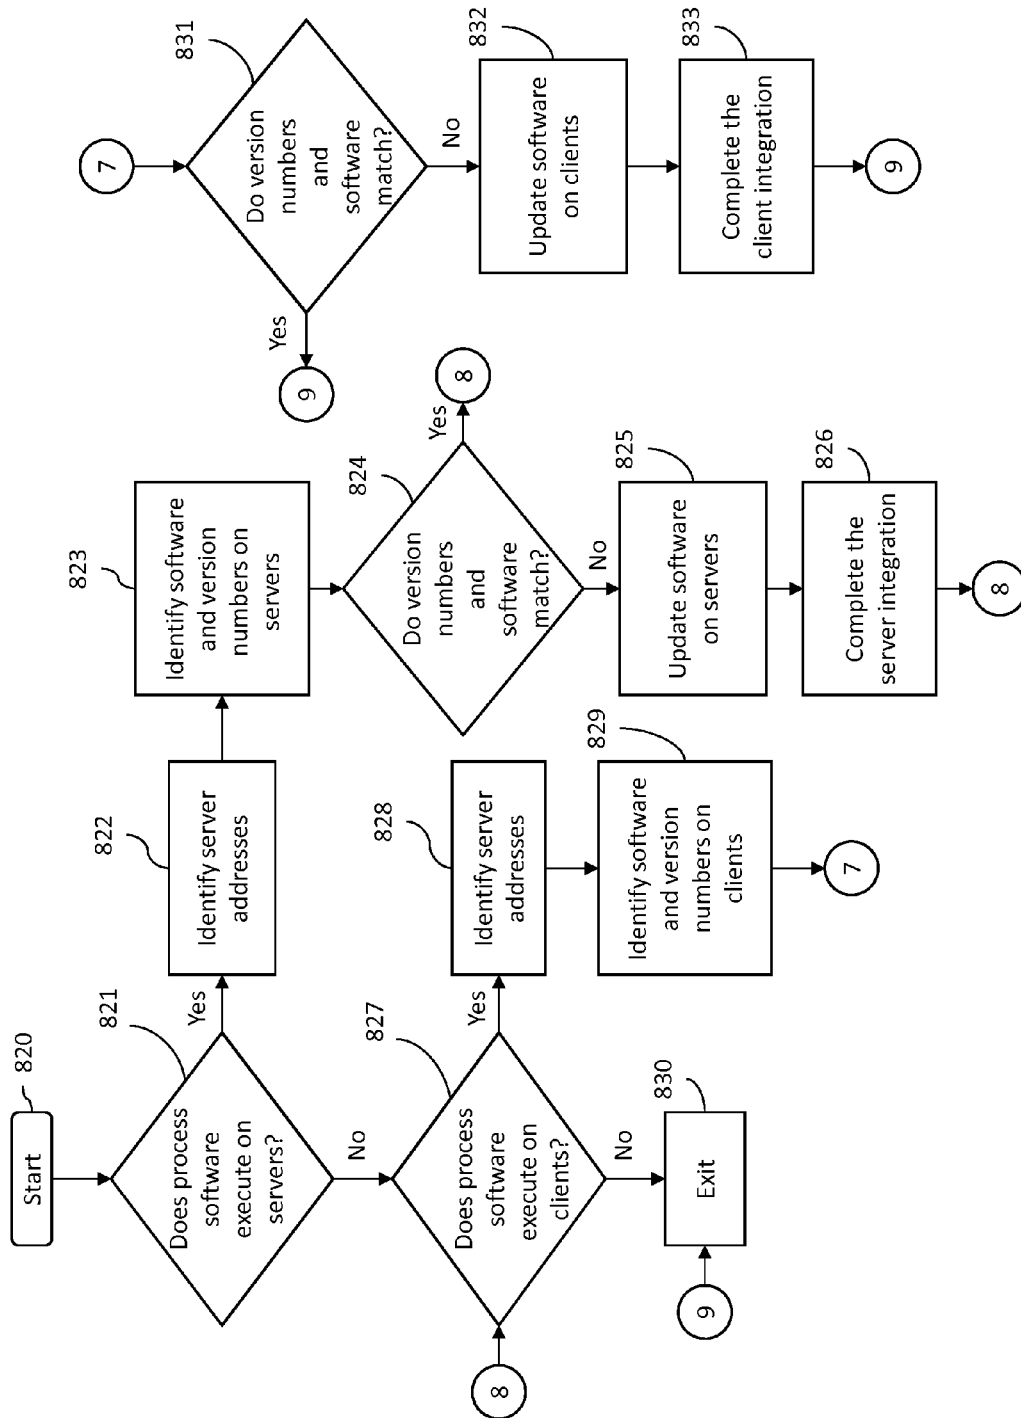 820
Start
821
Does process
software
execute on
servers?
Yes
No
822
Identify server
addresses
823
Identify software
and version
numbers on
servers
824
Do version
numbers
and
software
match?
Yes
8
No
825
Update software
on servers
826
Complete the
server integration
8
8
827
Does process
software
execute on
clients?
Yes
No
828
Identify server
addresses
829
Identify software
and version
numbers on
clients
7
830
Exit
9
7
831
Do version
numbers
and
software
match?
Yes
9
No
832
Update software
on clients
833
Complete the
client integration
9